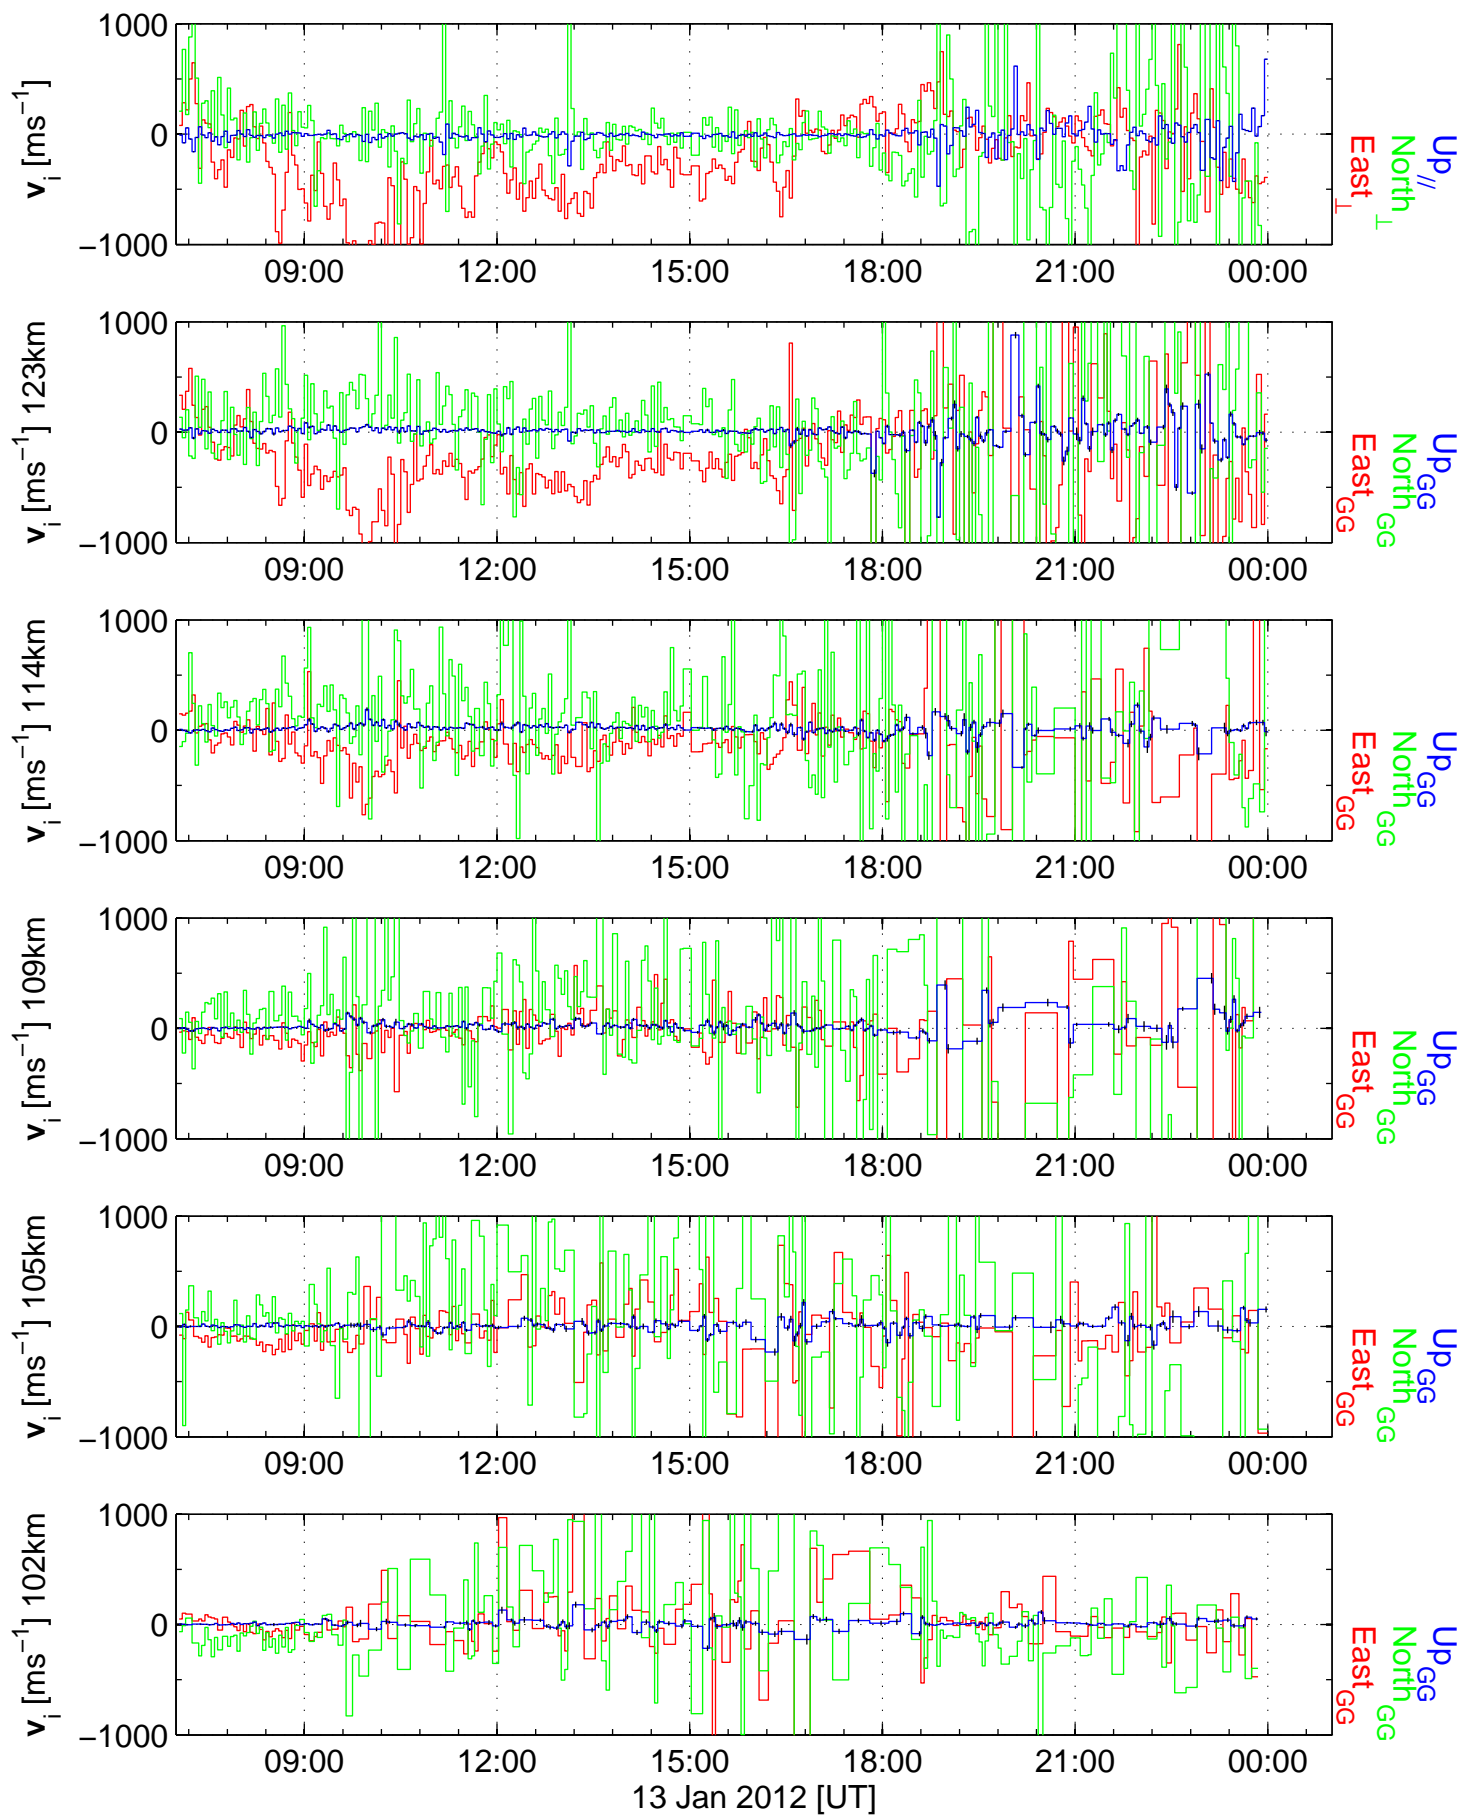 1000
0
−1000
v_i [ms^−1]
09:00 12:00 15:00 18:00 21:00 00:00
Up_//
North_⊥
East_⊥
1000
0
−1000
v_i [ms^−1] 123km
09:00 12:00 15:00 18:00 21:00 00:00
Up_GG
North_GG
East_GG
1000
0
−1000
v_i [ms^−1] 114km
09:00 12:00 15:00 18:00 21:00 00:00
Up_GG
North_GG
East_GG
1000
0
−1000
v_i [ms^−1] 109km
09:00 12:00 15:00 18:00 21:00 00:00
Up_GG
North_GG
East_GG
1000
0
−1000
v_i [ms^−1] 105km
09:00 12:00 15:00 18:00 21:00 00:00
Up_GG
North_GG
East_GG
1000
0
−1000
v_i [ms^−1] 102km
09:00 12:00 15:00 18:00 21:00 00:00
Up_GG
North_GG
East_GG
13 Jan 2012 [UT]